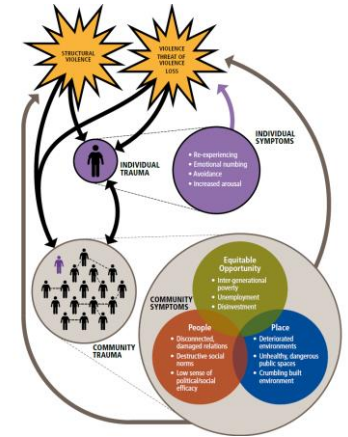 STRUCTURAL
VIOLENCE
VIOLENCE
THREAT OF
VIOLENCE
LOSS
INDIVIDUAL
TRAUMA
INDIVIDUAL
SYMPTOMS
• Re-experiencing
• Emotional numbing
• Avoidance
• Increased arousal
COMMUNITY
TRAUMA
COMMUNITY
SYMPTOMS
Equitable
Opportunity
• Inter-generational
poverty
• Unemployment
• Disinvestment
People
• Disconnected,
damaged relations
• Destructive social
norms
• Low sense of
political/social
efficacy
Place
• Deteriorated
environments
• Unhealthy, dangerous
public spaces
• Crumbling built
environment